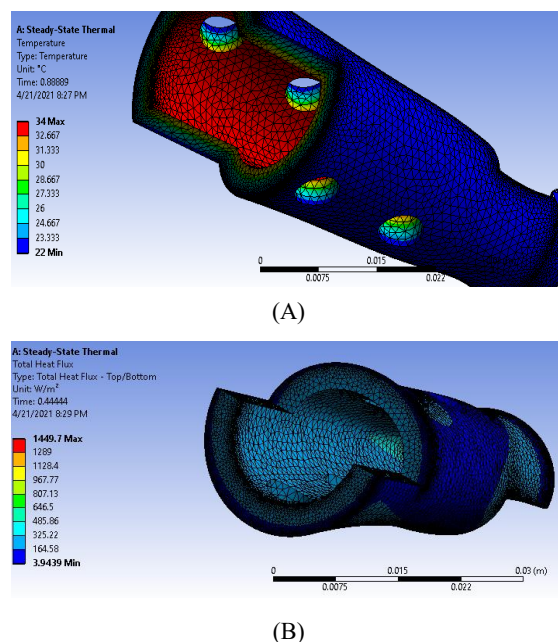 A: Steady-State Thermal
Temperature
Type: Temperature
Unit: °C
Time: 0.88889
4/21/2021 8:27 PM
34 Max
32.667
31.333
30
28.667
27.333
26
24.667
23.333
22 Min
0
0.015
0.0075
0.022
(A)
A: Steady-State Thermal
Total Heat Flux
Type: Total Heat Flux - Top/Bottom
Unit: W/m²
Time: 0.44444
4/21/2021 8:29 PM
1449.7 Max
1289
1128.4
967.77
807.13
646.5
485.86
325.22
164.58
3.9439 Min
0
0.015
0.03 (m)
0.0075
0.022
(B)